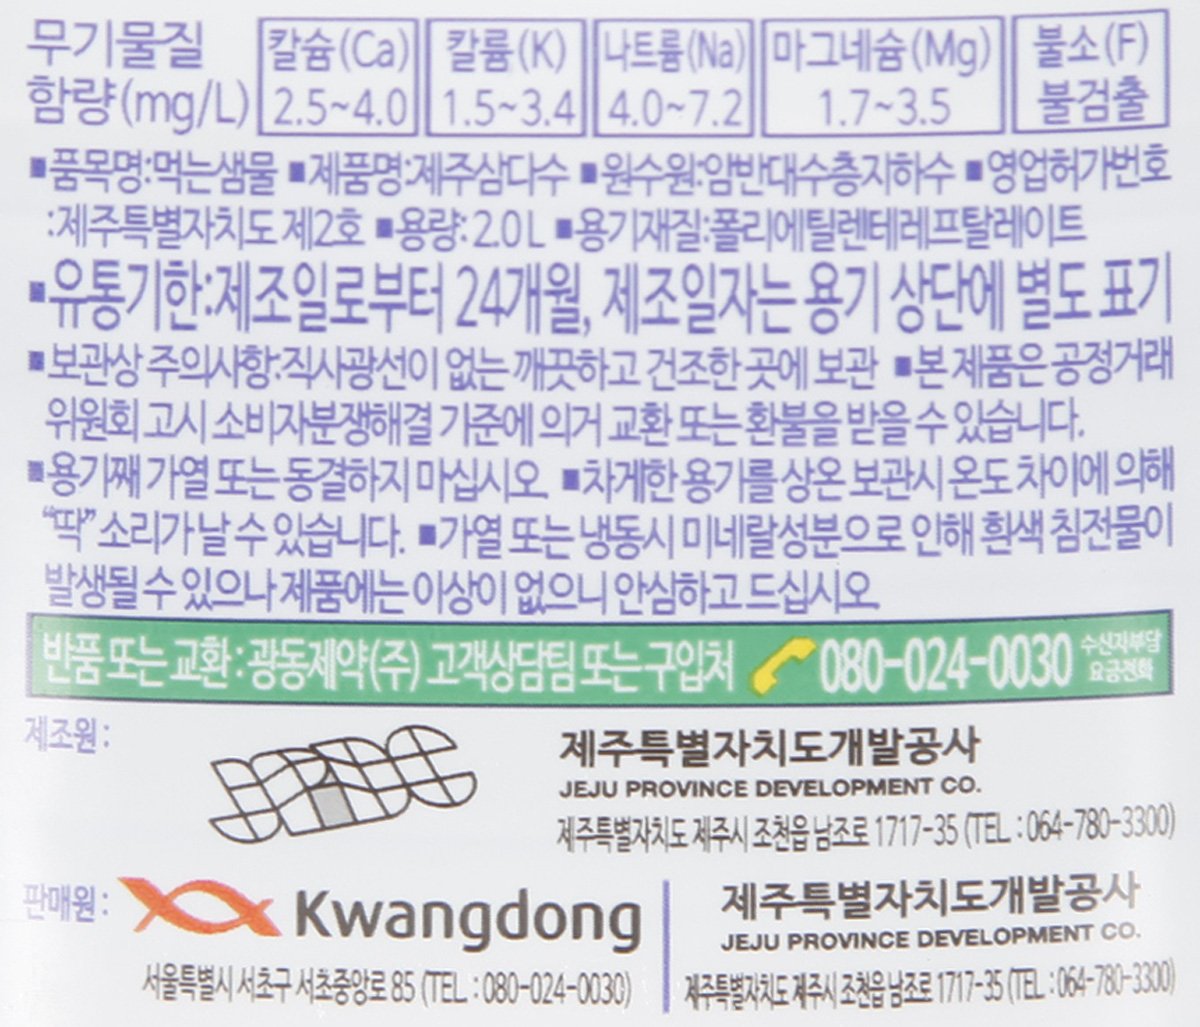 무기물질 함량(mg/L) 칼슘(Ca) 2.5~4.0 칼륨(K) 1.5~3.4 나트륨(Na) 4.0~7.2 마그네슘(Mg) 1.7~3.5 불소(F) 불검출
■품목명:먹는샘물 ■제품명:제주삼다수 ■원수원:암반대수층지하수 ■영업허가번호
:제주특별자치도 제2호 ■용량:2.0L ■용기재질:폴리에틸렌테레프탈레이트
■유통기한:제조일로부터 24개월, 제조일자는 용기 상단에 별도 표기
■보관상 주의사항:직사광선이 없는 깨끗하고 건조한 곳에 보관 ■본 제품은 공정거래
위원회 고시 소비자분쟁해결 기준에 의거 교환 또는 환불을 받을 수 있습니다.
■용기째 가열 또는 동결하지 마십시오. ■차게한 용기를 상온 보관시 온도 차이에 의해
“딱” 소리가 날 수 있습니다. ■가열 또는 냉동시 미네랄성분으로 인해 흰색 침전물이
발생될 수 있으나 제품에는 이상이 없으니 안심하고 드십시오.
반품 또는 교환 : 광동제약(주) 고객상담팀 또는 구입처 080-024-0030 수신자부담 요금전화
제조원 :
제주특별자치도개발공사
JEJU PROVINCE DEVELOPMENT CO.
제주특별자치도 제주시 조천읍 남조로 1717-35 (TEL : 064-780-3300)
판매원 : Kwangdong
서울특별시 서초구 서초중앙로 85 (TEL : 080-024-0030)
제주특별자치도개발공사
JEJU PROVINCE DEVELOPMENT CO.
제주특별자치도 제주시 조천읍 남조로 1717-35 (TEL : 064-780-3300)